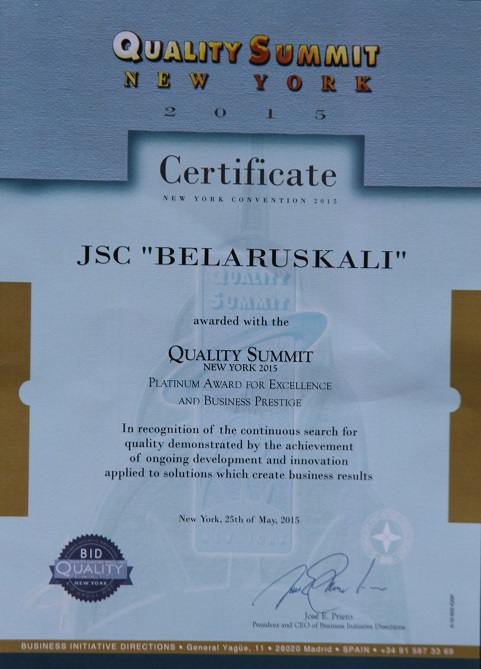 QUALITY SUMMIT
NEW YORK
2015
Certificate
NEW YORK CONVENTION 2015
JSC "BELARUSKALI"
QUALITY
SUMMIT
awarded with the
QUALITY SUMMIT
NEW YORK 2015
PLATINUM AWARD FOR EXCELLENCE
AND BUSINESS PRESTIGE
In recognition of the continuous search for
quality demonstrated by the achievement
of ongoing development and innovation
applied to solutions which create business results
New York, 25th of May, 2015
BID
QUALITY
NEW YORK
José E. Prieto
President and CEO of Business Initiative Directions
BUSINESS INITIATIVE DIRECTIONS • General Yagüe, 11 • 28020 Madrid • SPAIN • +34 91 597 33 69